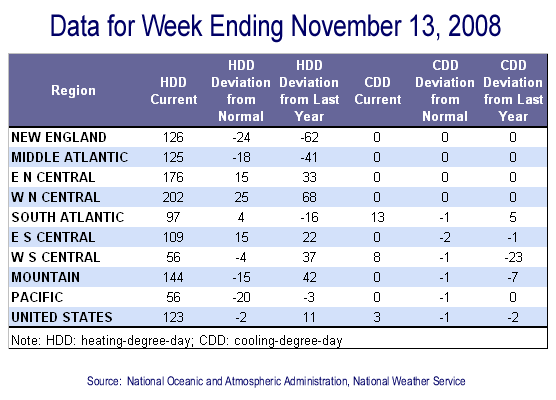 Data for Week Ending November 13, 2008
Region HDD Current HDD Deviation from Normal HDD Deviation from Last Year CDD Current CDD Deviation from Normal CDD Deviation from Last Year
NEW ENGLAND 126 -24 -62 0 0 0
MIDDLE ATLANTIC 125 -18 -41 0 0 0
E N CENTRAL 176 15 33 0 0 0
W N CENTRAL 202 25 68 0 0 0
SOUTH ATLANTIC 97 4 -16 13 -1 5
E S CENTRAL 109 15 22 0 -2 -1
W S CENTRAL 56 -4 37 8 -1 -23
MOUNTAIN 144 -15 42 0 -1 -7
PACIFIC 56 -20 -3 0 -1 0
UNITED STATES 123 -2 11 3 -1 -2
Note: HDD: heating-degree-day; CDD: cooling-degree-day
Source: National Oceanic and Atmospheric Administration, National Weather Service